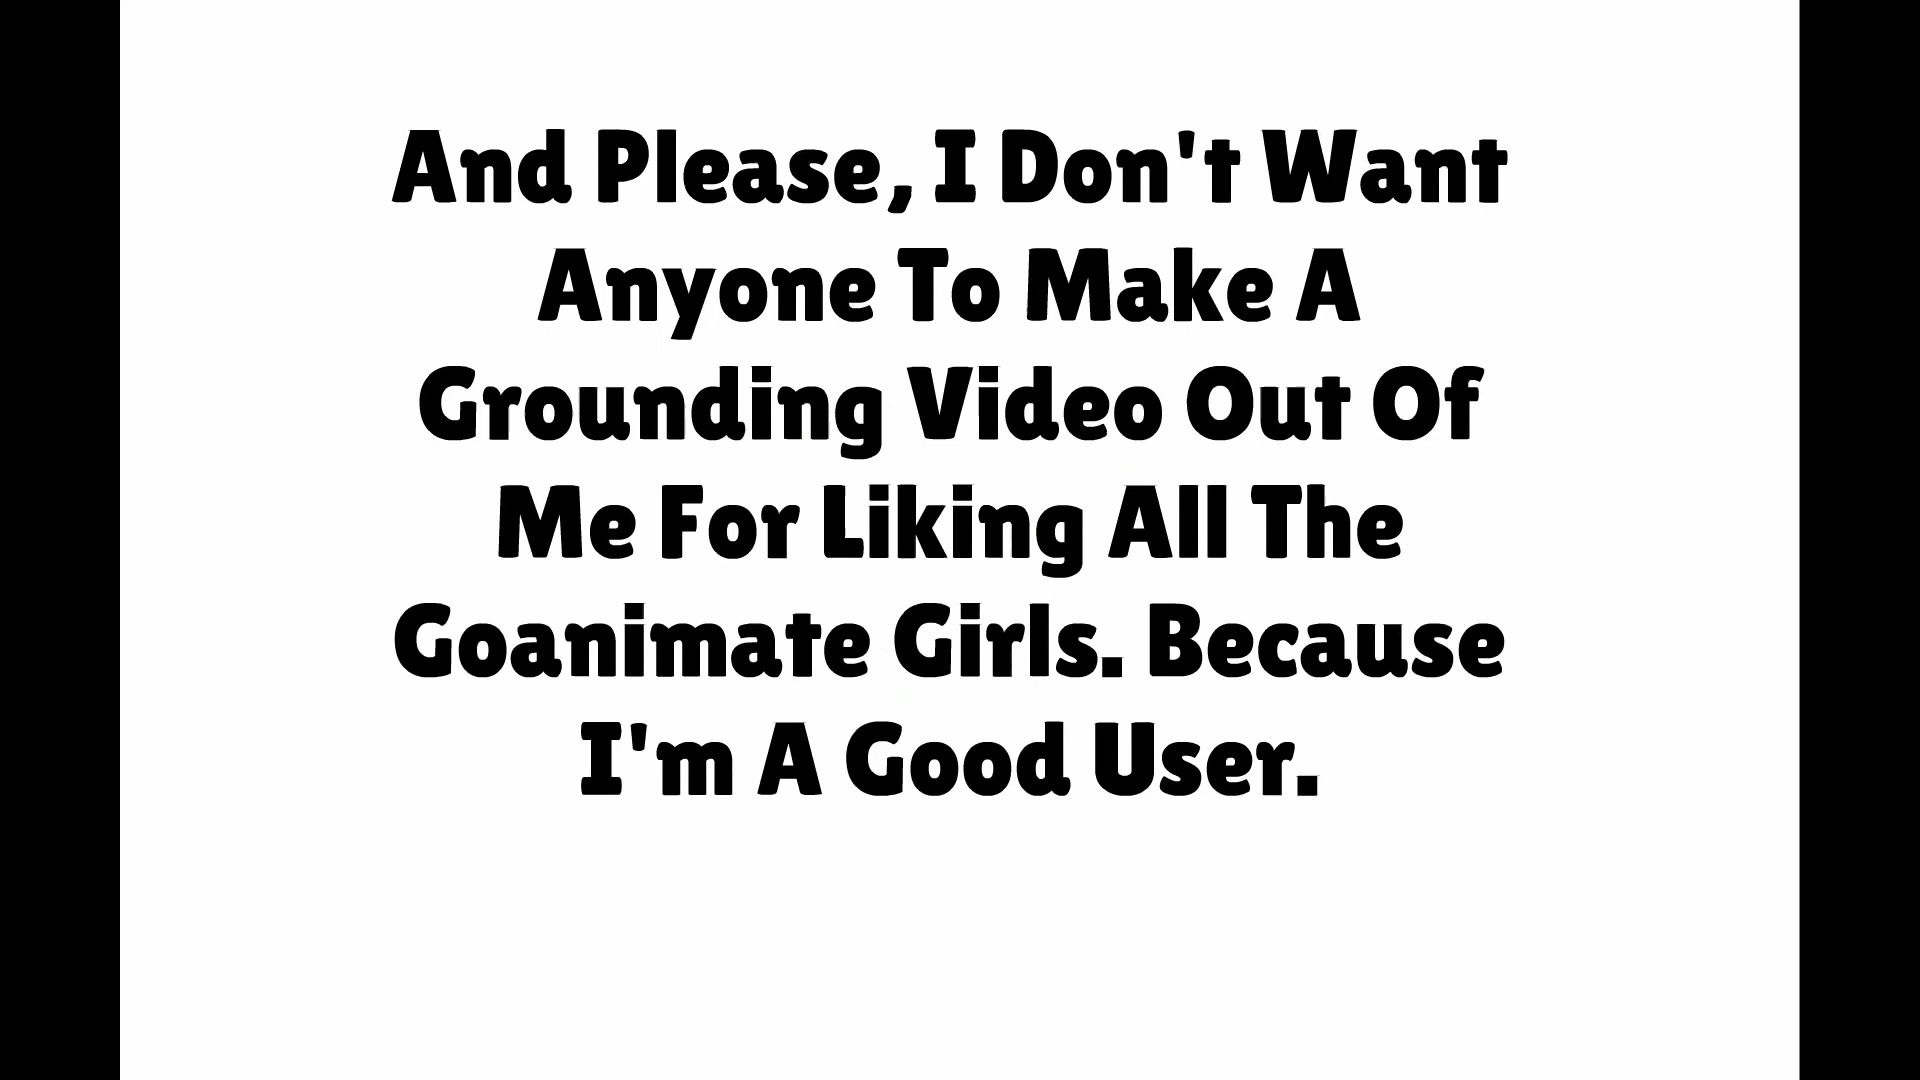 And Please, I Don't Want
Anyone To Make A
Grounding Video Out Of
Me For Liking All The
Goanimate Girls. Because
I'm A Good User.